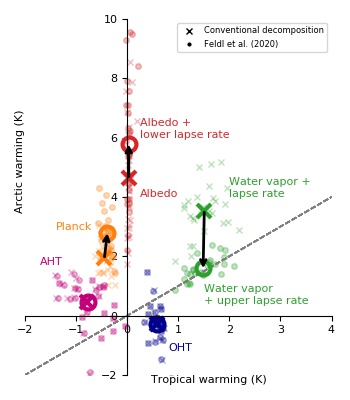 10
8
6
4
2
0
−2
−2
−1
0
1
2
3
4
Arctic warming (K)
Tropical warming (K)
Conventional decomposition
Feldl et al. (2020)
Albedo +
lower lapse rate
Albedo
Water vapor +
lapse rate
Planck
AHT
Water vapor
+ upper lapse rate
OHT